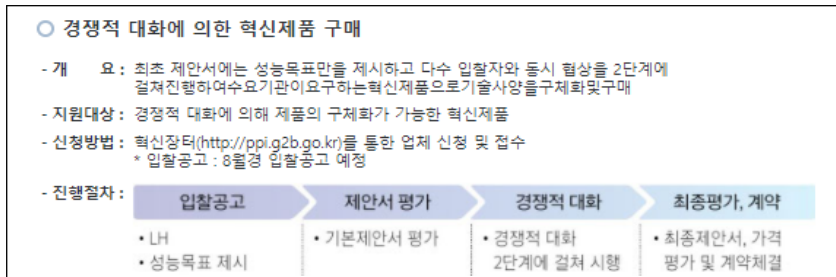 ○ 경쟁적 대화에 의한 혁신제품 구매
- 개 요 : 최초 제안서에는 성능목표만을 제시하고 다수 입찰자와 동시 협상을 2단계에
걸쳐진행하여수요기관이요구하는혁신제품으로기술사양을구체화및구매
- 지원대상 : 경쟁적 대화에 의해 제품의 구체화가 가능한 혁신제품
- 신청방법 : 혁신장터(http://ppi.g2b.go.kr)를 통한 업체 신청 및 접수
* 입찰공고 : 8월경 입찰공고 예정
- 진행절차 :
입찰공고 제안서 평가 경쟁적 대화 최종평가, 계약
• LH • 기본제안서 평가 • 경쟁적 대화 • 최종제안서, 가격
• 성능목표 제시 2단계에 걸쳐 시행 평가 및 계약체결